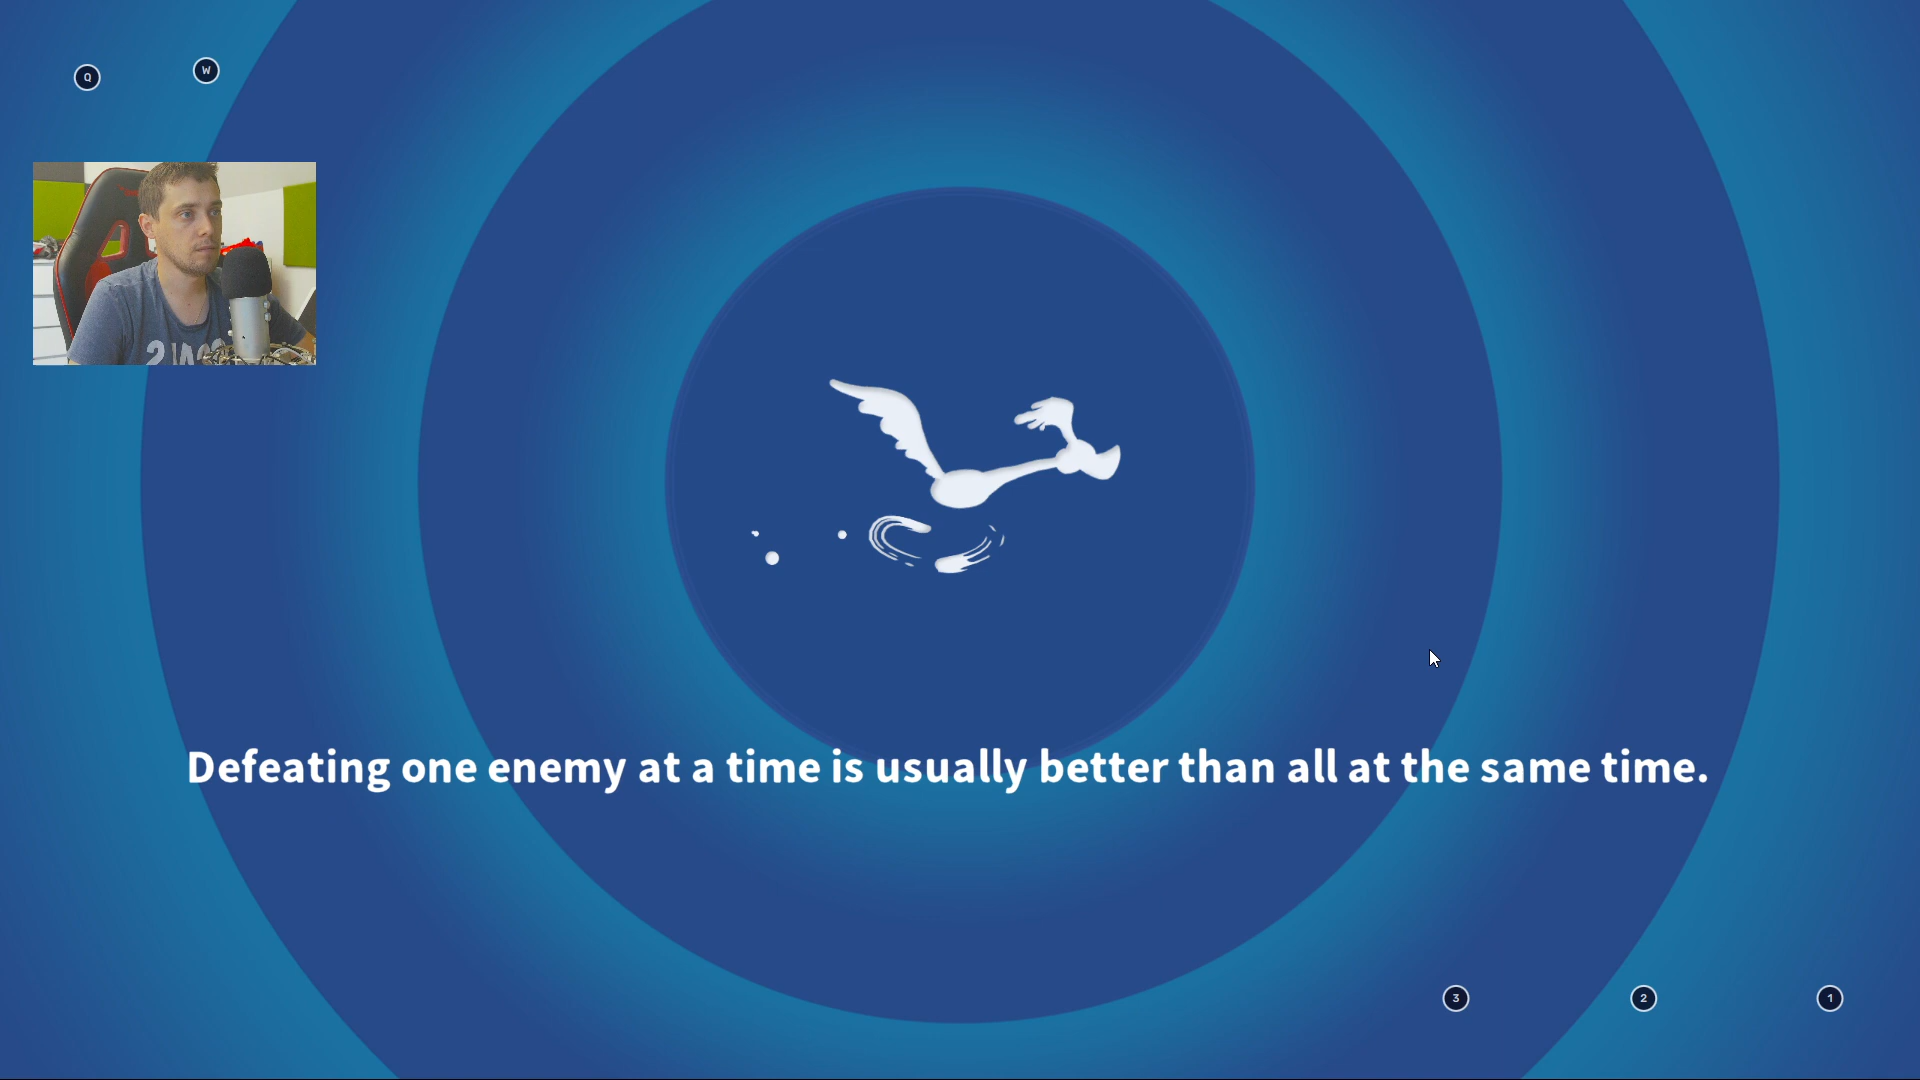 Q
W
Defeating one enemy at a time is usually better than all at the same time.
3
2
1